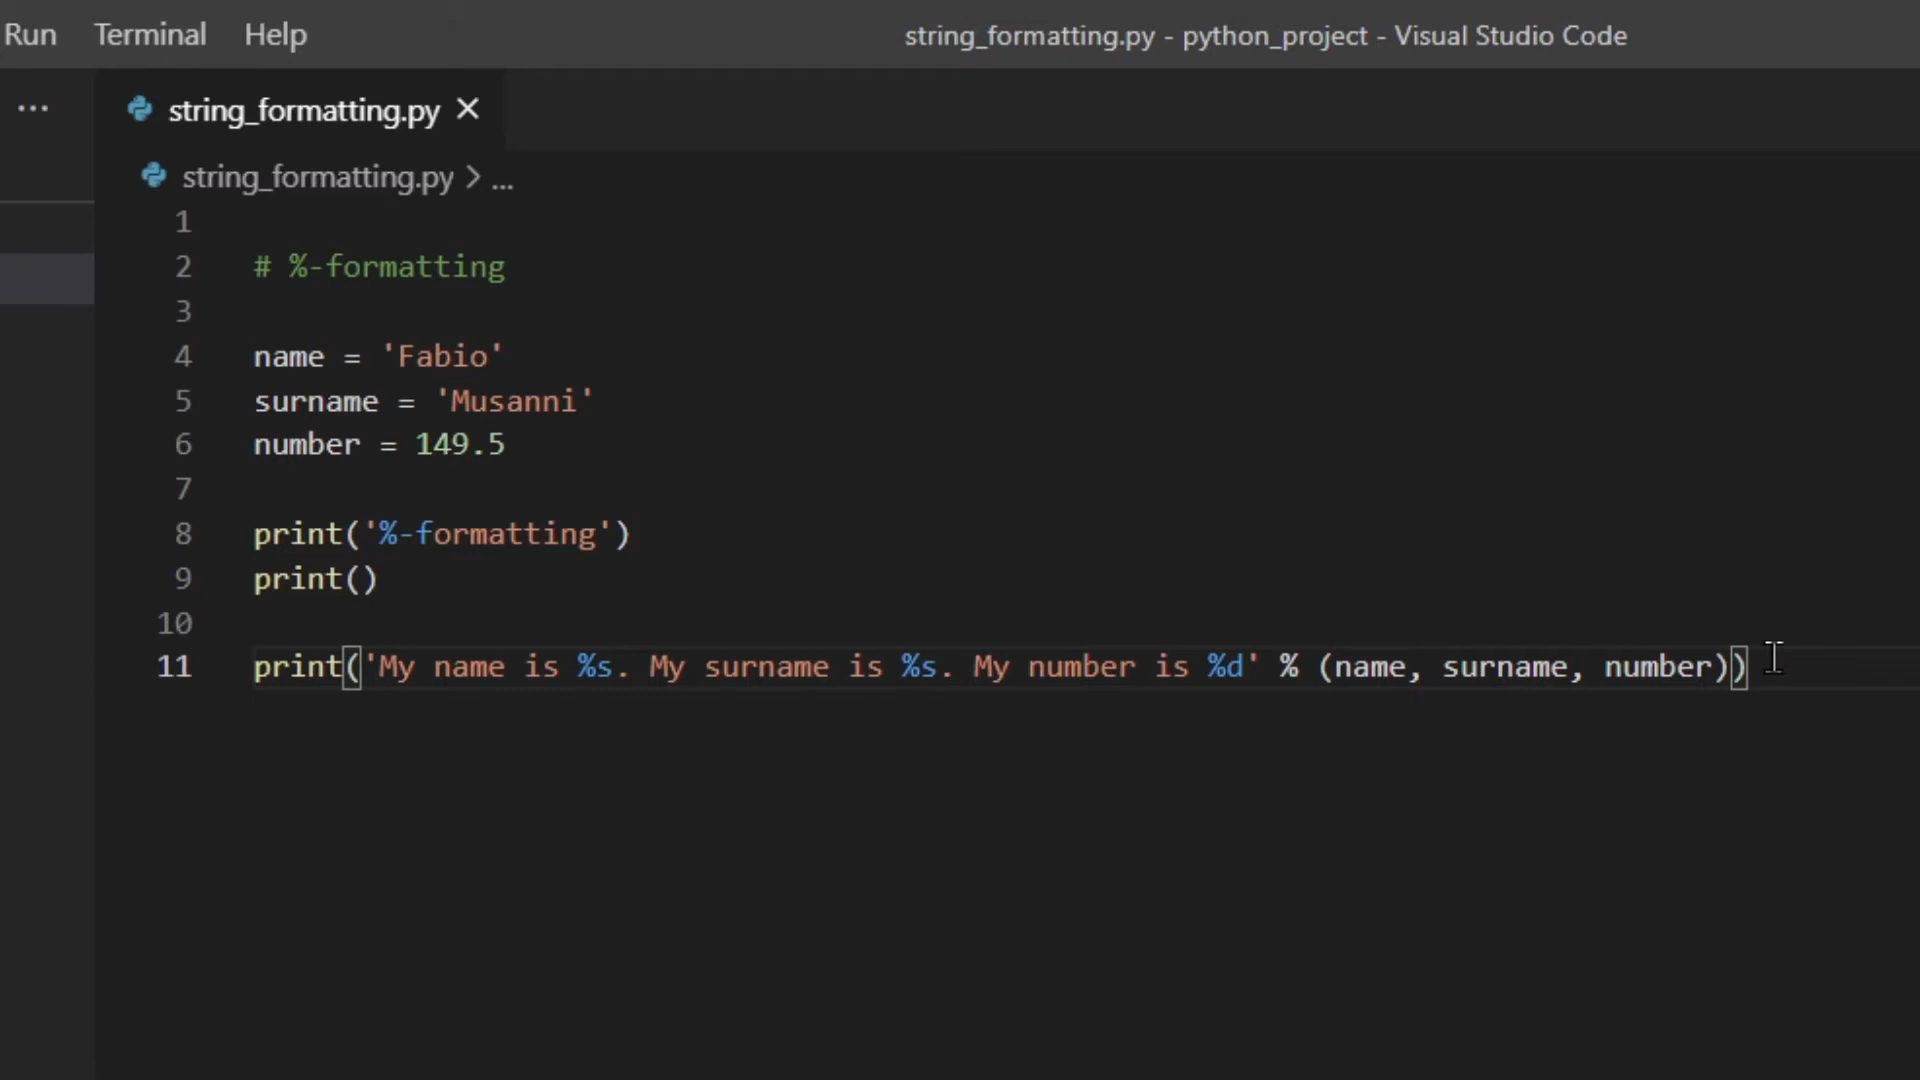 Run Terminal Help string_formatting.py - python_project - Visual Studio Code
... string_formatting.py ×
string_formatting.py > ...
1
2 # %-formatting
3
4 name = 'Fabio'
5 surname = 'Musanni'
6 number = 149.5
7
8 print('%-formatting')
9 print()
10
11 print('My name is %s. My surname is %s. My number is %d' % (name, surname, number))